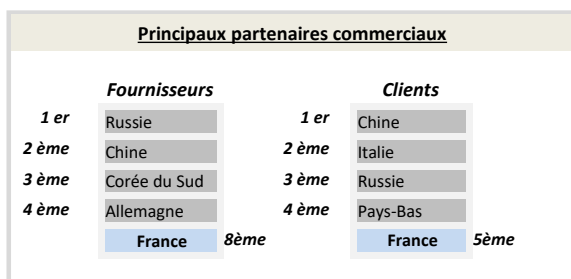 Principaux partenaires commerciaux
Fournisseurs Clients
1 er Russie 1 er Chine
2 ème Chine 2 ème Italie
3 ème Corée du Sud 3 ème Russie
4 ème Allemagne 4 ème Pays-Bas
France 8ème France 5ème